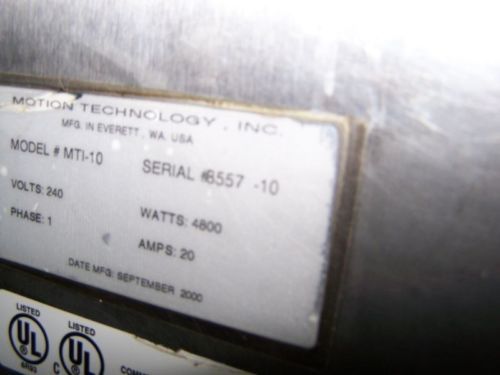 MOTION TECHNOLOGY, INC.
MFG. IN EVERETT, WA. USA
MODEL # MTI-10
SERIAL #6557 -10
VOLTS: 240
WATTS: 4800
PHASE: 1
AMPS: 20
DATE MFG: SEPTEMBER 2000
LISTED
LISTED
UL
UL
C